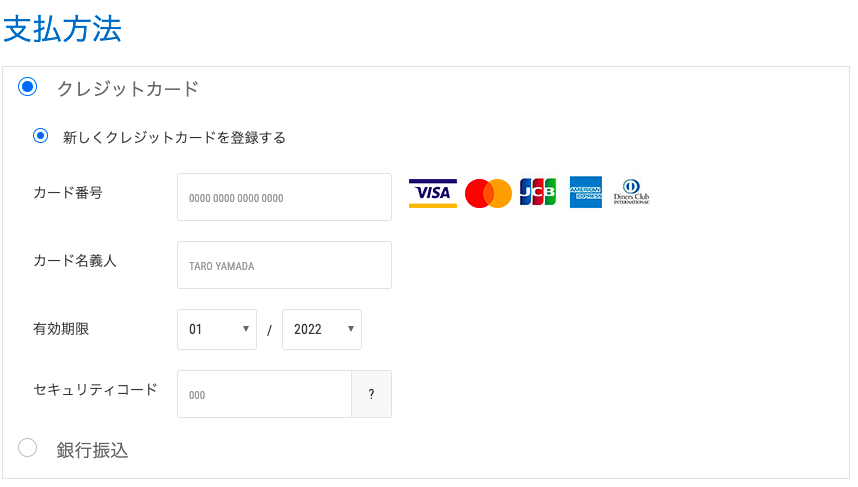 支払方法
クレジットカード
新しくクレジットカードを登録する
カード番号
0000 0000 0000 0000
VISA
JCB
AMERICAN EXPRESS
Diners Club
INTERNATIONAL
カード名義人
TARO YAMADA
有効期限
01 / 2022
セキュリティコード
000
?
銀行振込